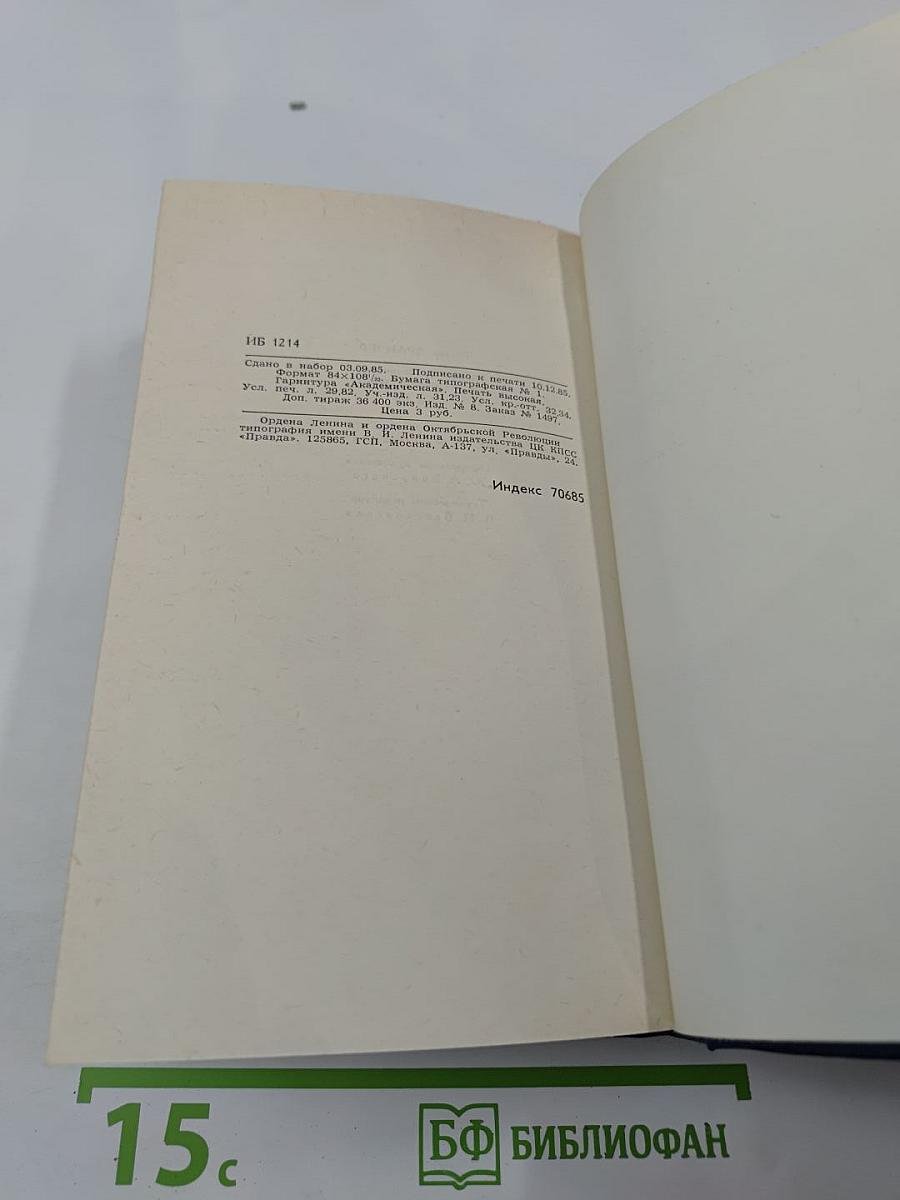 ИБ 1214
Сдано в набор 03.09.85. Подписано к печати 10.12.85.
Формат 84×108¹/₃₂. Бумага типографская № 1.
Гарнитура «Академическая». Печать высокая.
Усл. печ. л. 29,82, Уч.-изд. л. 31,23, Усл. кр.-отт. 32,34.
Доп. тираж 36 400 экз. Изд. № 8. Заказ № 1497.
Цена 3 руб.
Ордена Ленина и ордена Октябрьской Революции
типография имени В. И. Ленина издательства ЦК КПСС
«Правда». 125865, ГСП, Москва, А-137, ул. «Правды», 24.
Индекс 70685
15 с
БФ БИБЛИОФАН